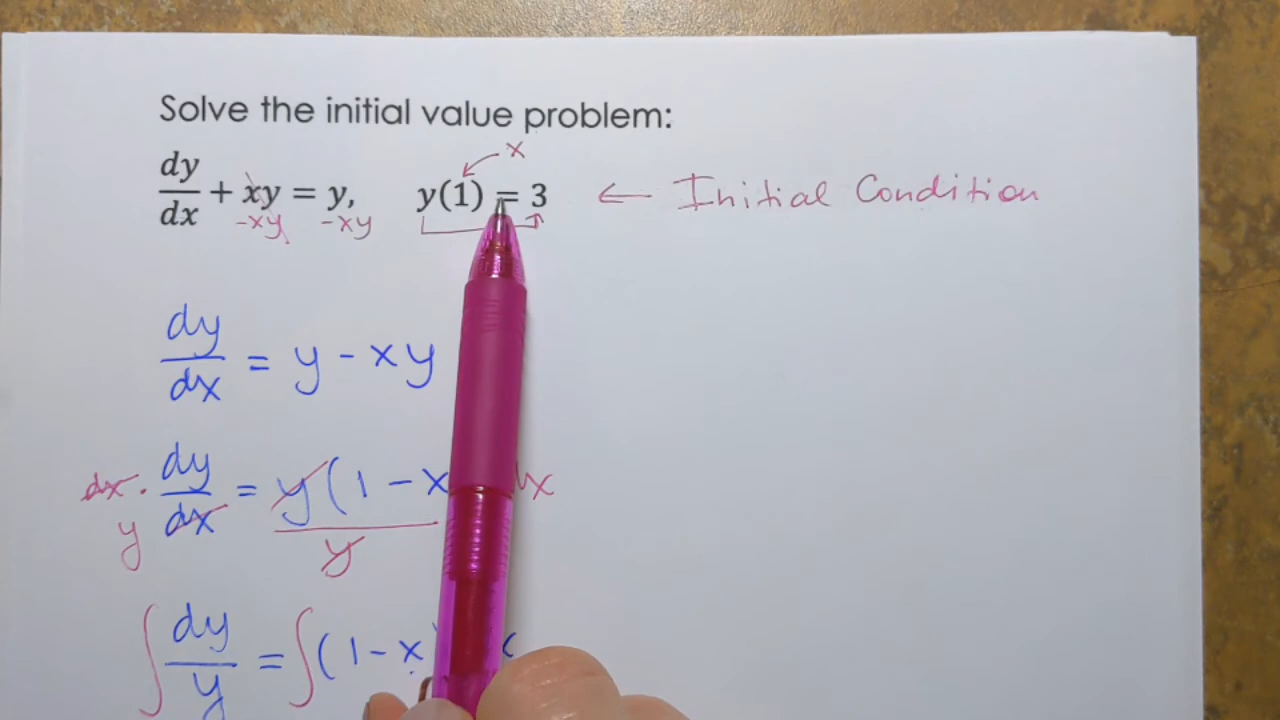 Solve the initial value problem:
x
dy/dx + xy = y, y(1) = 3 ← Initial Condition
-xy -xy
dy/dx = y - xy
dx · dy/dx = y(1 - x
y y
∫ dy/y = ∫ (1 - x